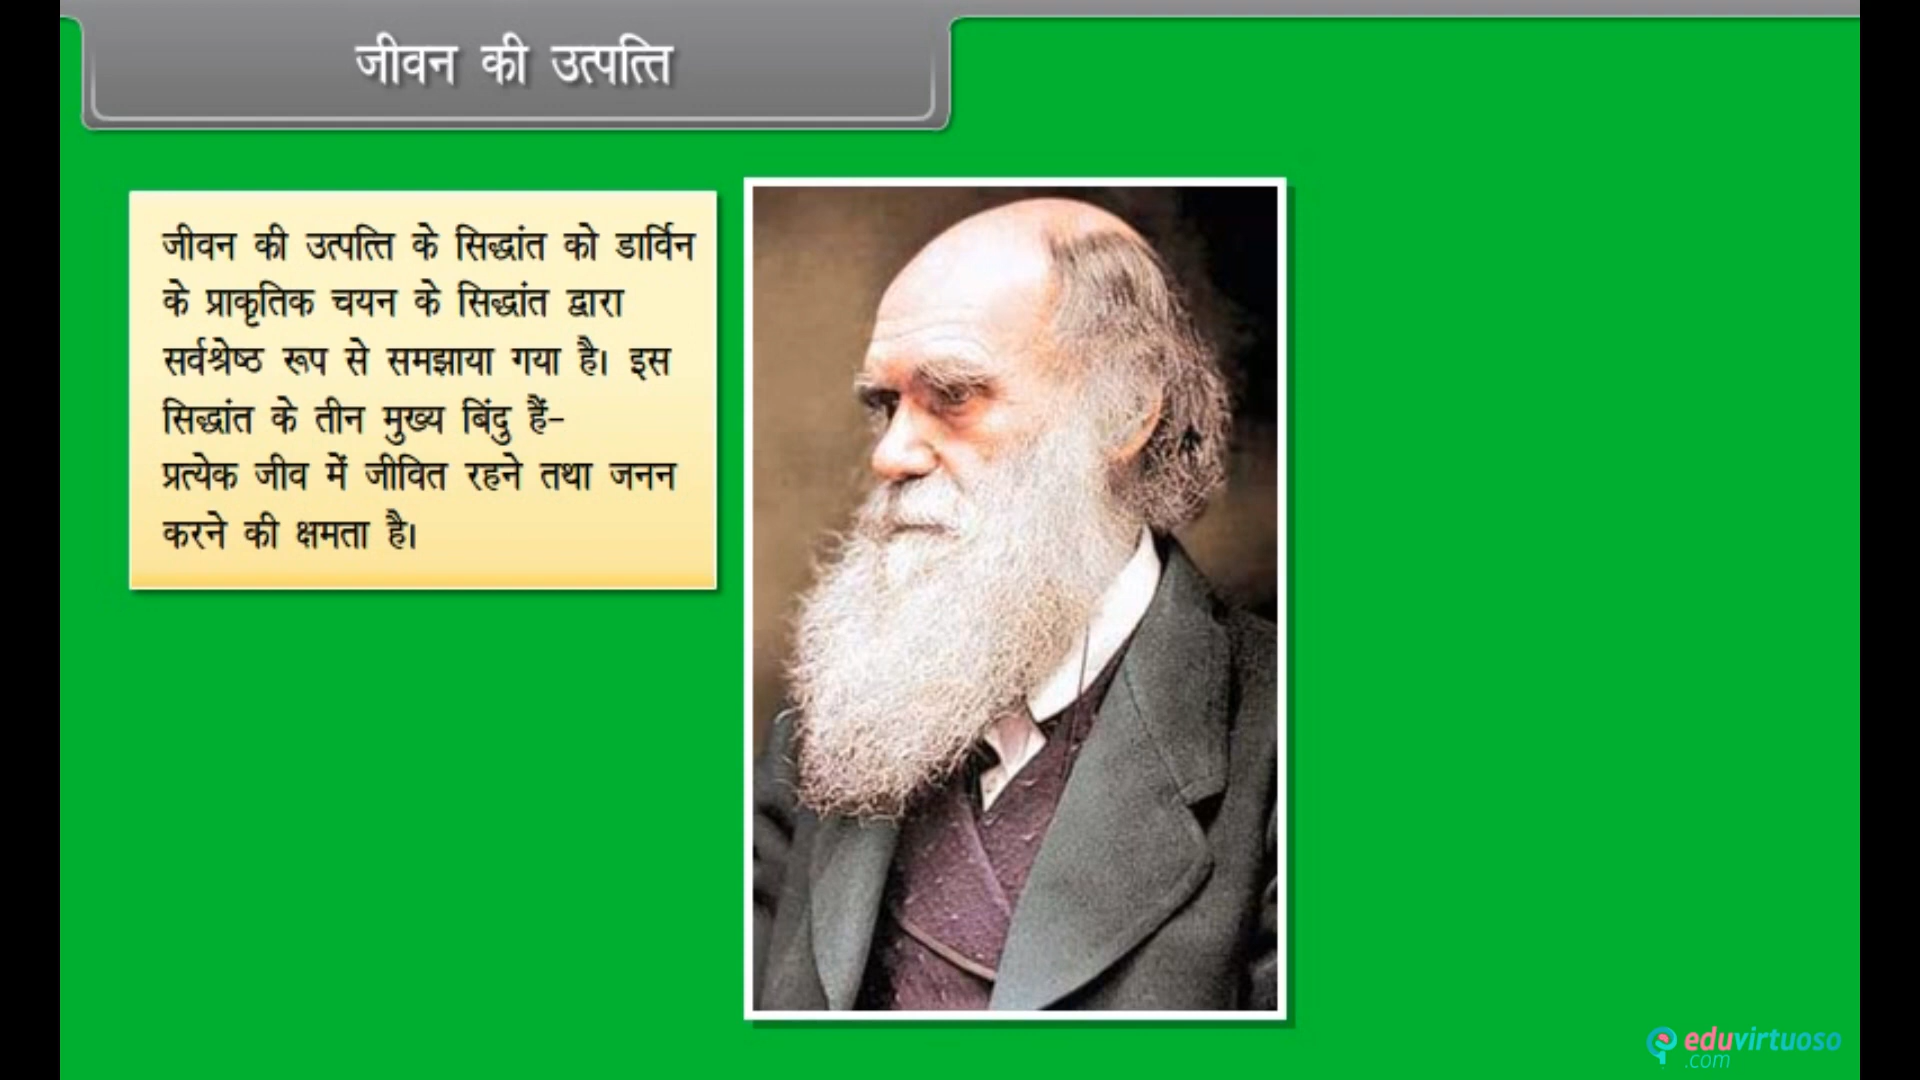 जीवन की उत्पत्ति
जीवन की उत्पत्ति के सिद्धांत को डार्विन
के प्राकृतिक चयन के सिद्धांत द्वारा
सर्वश्रेष्ठ रूप से समझाया गया है। इस
सिद्धांत के तीन मुख्य बिंदु हैं-
प्रत्येक जीव में जीवित रहने तथा जनन
करने की क्षमता है।
eduvirtuoso
.com